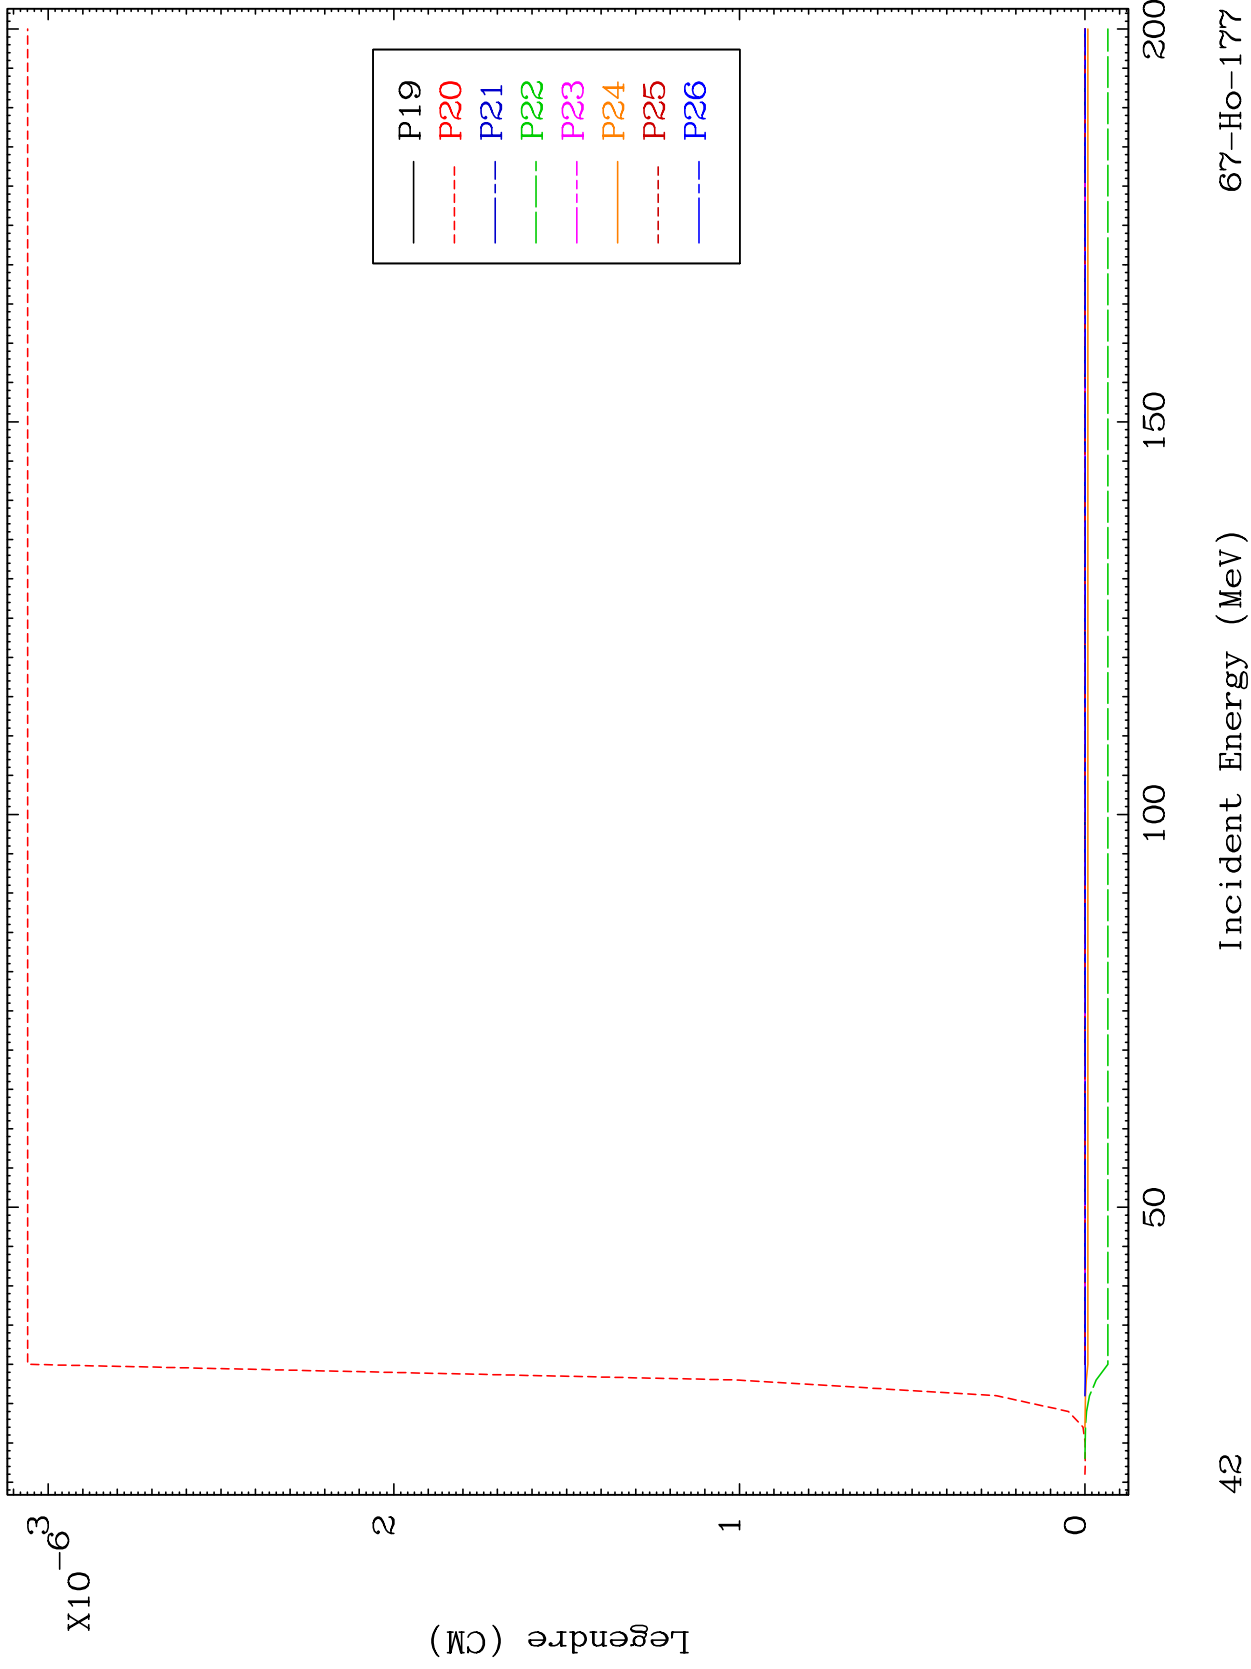 X10
-6
3
2
1
0
Legendre (CM)
P19
P20
P21
P22
P23
P24
P25
P26
50
100
150
200
Incident Energy (MeV)
42
67-Ho-177